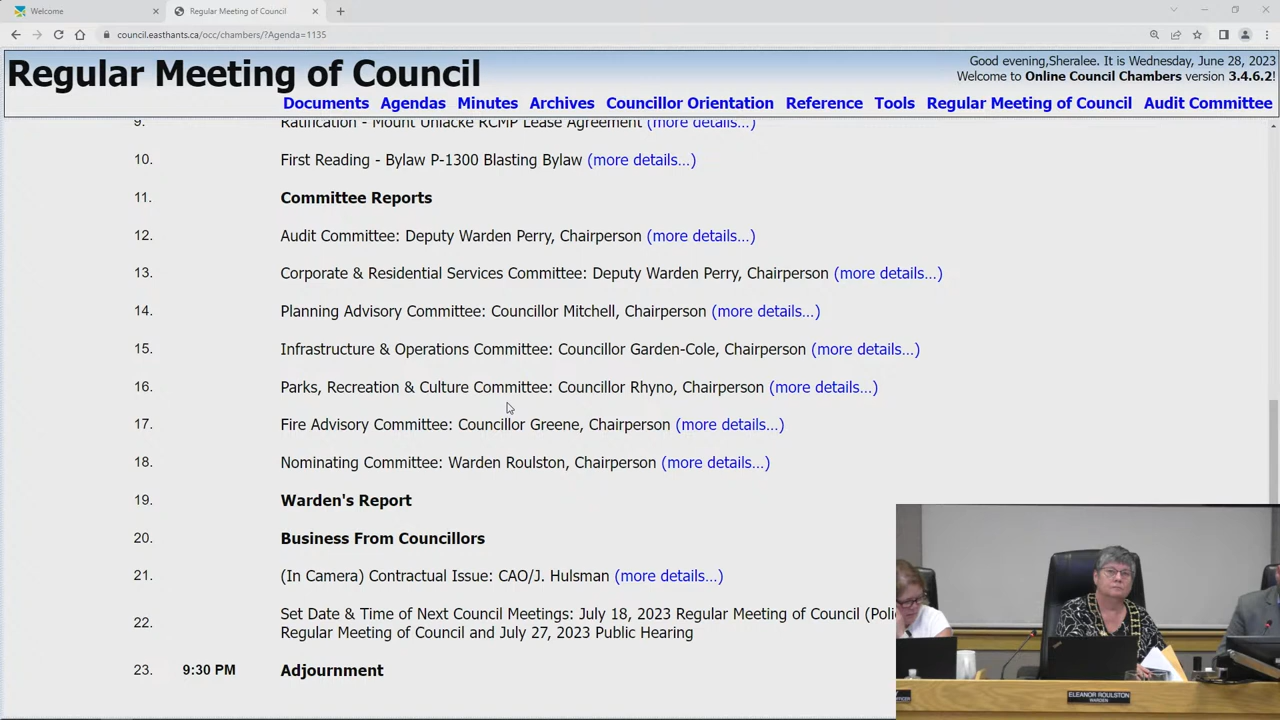 Welcome
Regular Meeting of Council
council.easthants.ca/occ/chambers/?Agenda=1135
Regular Meeting of Council
Good evening,Sheralee. It is Wednesday, June 28, 2023
Welcome to Online Council Chambers version 3.4.6.2!
Documents Agendas Minutes Archives Councillor Orientation Reference Tools Regular Meeting of Council Audit Committee
9. Ratification - Mount Uniacke RCMP Lease Agreement (more details...)
10. First Reading - Bylaw P-1300 Blasting Bylaw (more details...)
11. Committee Reports
12. Audit Committee: Deputy Warden Perry, Chairperson (more details...)
13. Corporate & Residential Services Committee: Deputy Warden Perry, Chairperson (more details...)
14. Planning Advisory Committee: Councillor Mitchell, Chairperson (more details...)
15. Infrastructure & Operations Committee: Councillor Garden-Cole, Chairperson (more details...)
16. Parks, Recreation & Culture Committee: Councillor Rhyno, Chairperson (more details...)
17. Fire Advisory Committee: Councillor Greene, Chairperson (more details...)
18. Nominating Committee: Warden Roulston, Chairperson (more details...)
19. Warden's Report
20. Business From Councillors
21. (In Camera) Contractual Issue: CAO/J. Hulsman (more details...)
22. Set Date & Time of Next Council Meetings: July 18, 2023 Regular Meeting of Council (Poli
Regular Meeting of Council and July 27, 2023 Public Hearing
23. 9:30 PM Adjournment
ELEANOR ROULSTON
WARDEN